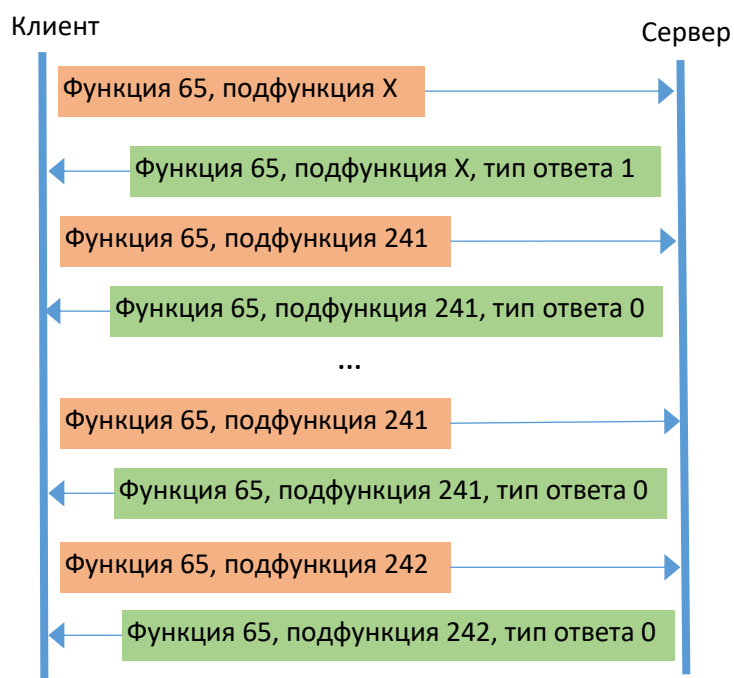 Клиент
Сервер
Функция 65, подфункция X
Функция 65, подфункция X, тип ответа 1
Функция 65, подфункция 241
Функция 65, подфункция 241, тип ответа 0
...
Функция 65, подфункция 241
Функция 65, подфункция 241, тип ответа 0
Функция 65, подфункция 242
Функция 65, подфункция 242, тип ответа 0